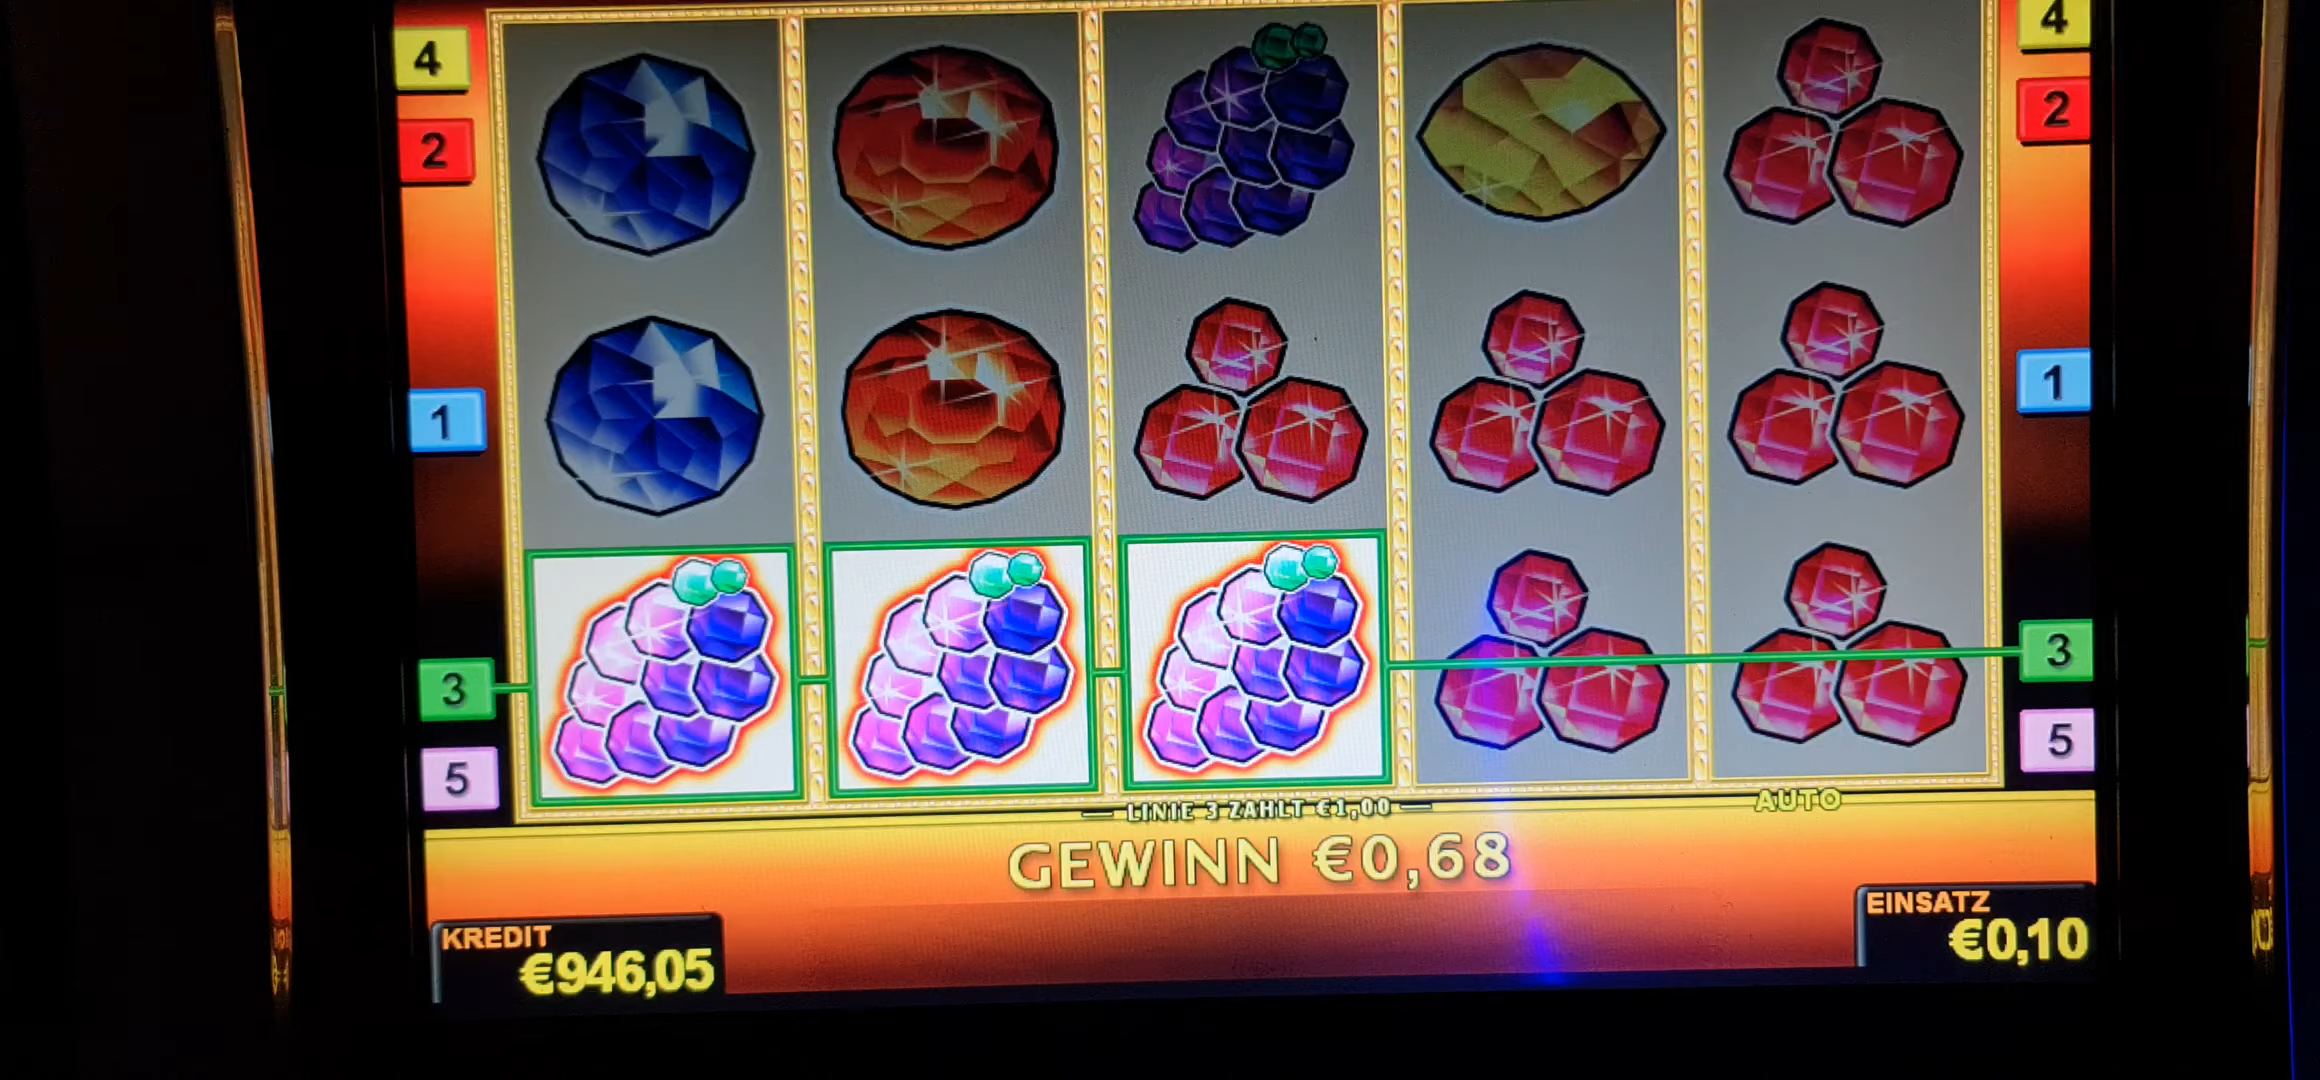 4
4
2
2
1
1
3
3
5
5
LINIE 3 ZAHLT €1,00
AUTO
GEWINN €0,68
KREDIT
€946,05
EINSATZ
€0,10